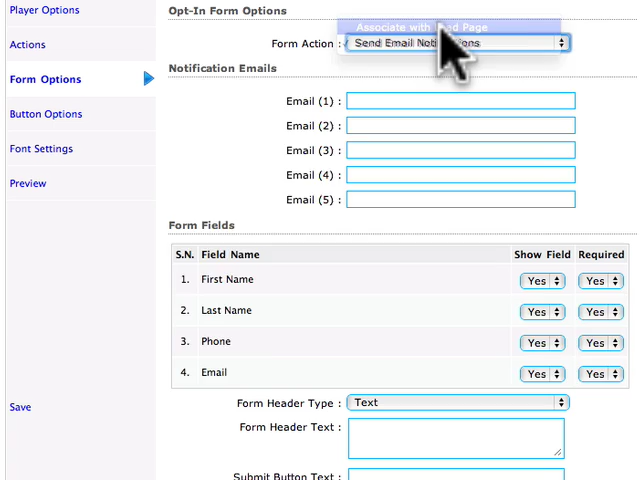 Player Options
Actions
Form Options
Button Options
Font Settings
Preview
Save
Opt-In Form Options
Associate with Page
Form Action : ✓ Send Email Notifications
Notification Emails
Email (1) :
Email (2) :
Email (3) :
Email (4) :
Email (5) :
Form Fields
S.N. Field Name Show Field Required
1. First Name Yes Yes
2. Last Name Yes Yes
3. Phone Yes Yes
4. Email Yes Yes
Form Header Type : Text
Form Header Text :
Submit Button Text :